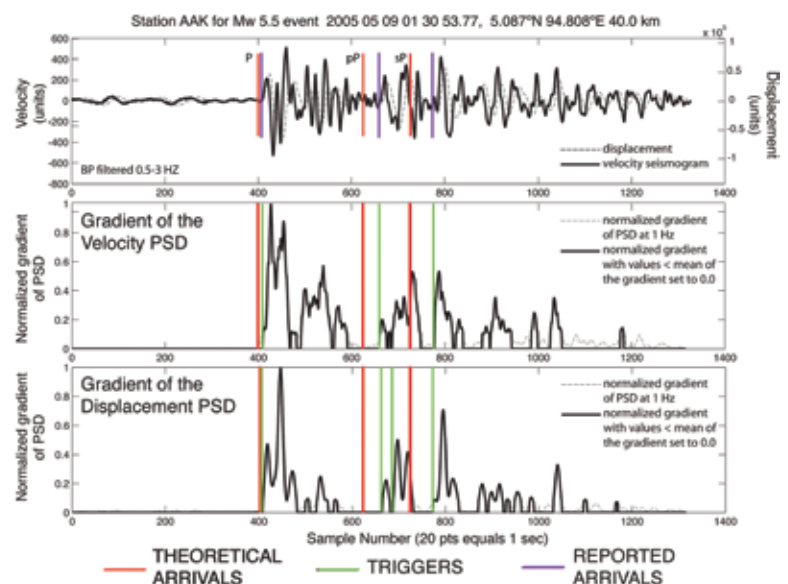 Station AAK for Mw 5.5 event 2005 05 09 01 30 53.77, 5.087ºN 94.808ºE 40.0 km
x 10⁵
Velocity
(units)
600
400
200
0
-200
-400
-600
-800
P
pP
sP
1
0.5
0
-0.5
-1
Displacement
(units)
BP filtered 0.5-3 HZ
displacement
velocity seismogram
0 200 400 600 800 1000 1200 1400
Gradient of the
Velocity PSD
Normalized gradient
of PSD
1
0.8
0.6
0.4
0.2
0
normalized gradient
of PSD at 1 Hz
normalized gradient
with values < mean of
the gradient set to 0.0
0 200 400 600 800 1000 1200 1400
Gradient of the
Displacement PSD
Normalized gradient
of PSD
1
0.8
0.6
0.4
0.2
0
normalized gradient
of PSD at 1 Hz
normalized gradient
with values < mean of
the gradient set to 0.0
0 200 400 600 800 1000 1200 1400
Sample Number (20 pts equals 1 sec)
THEORETICAL
ARRIVALS
TRIGGERS
REPORTED
ARRIVALS